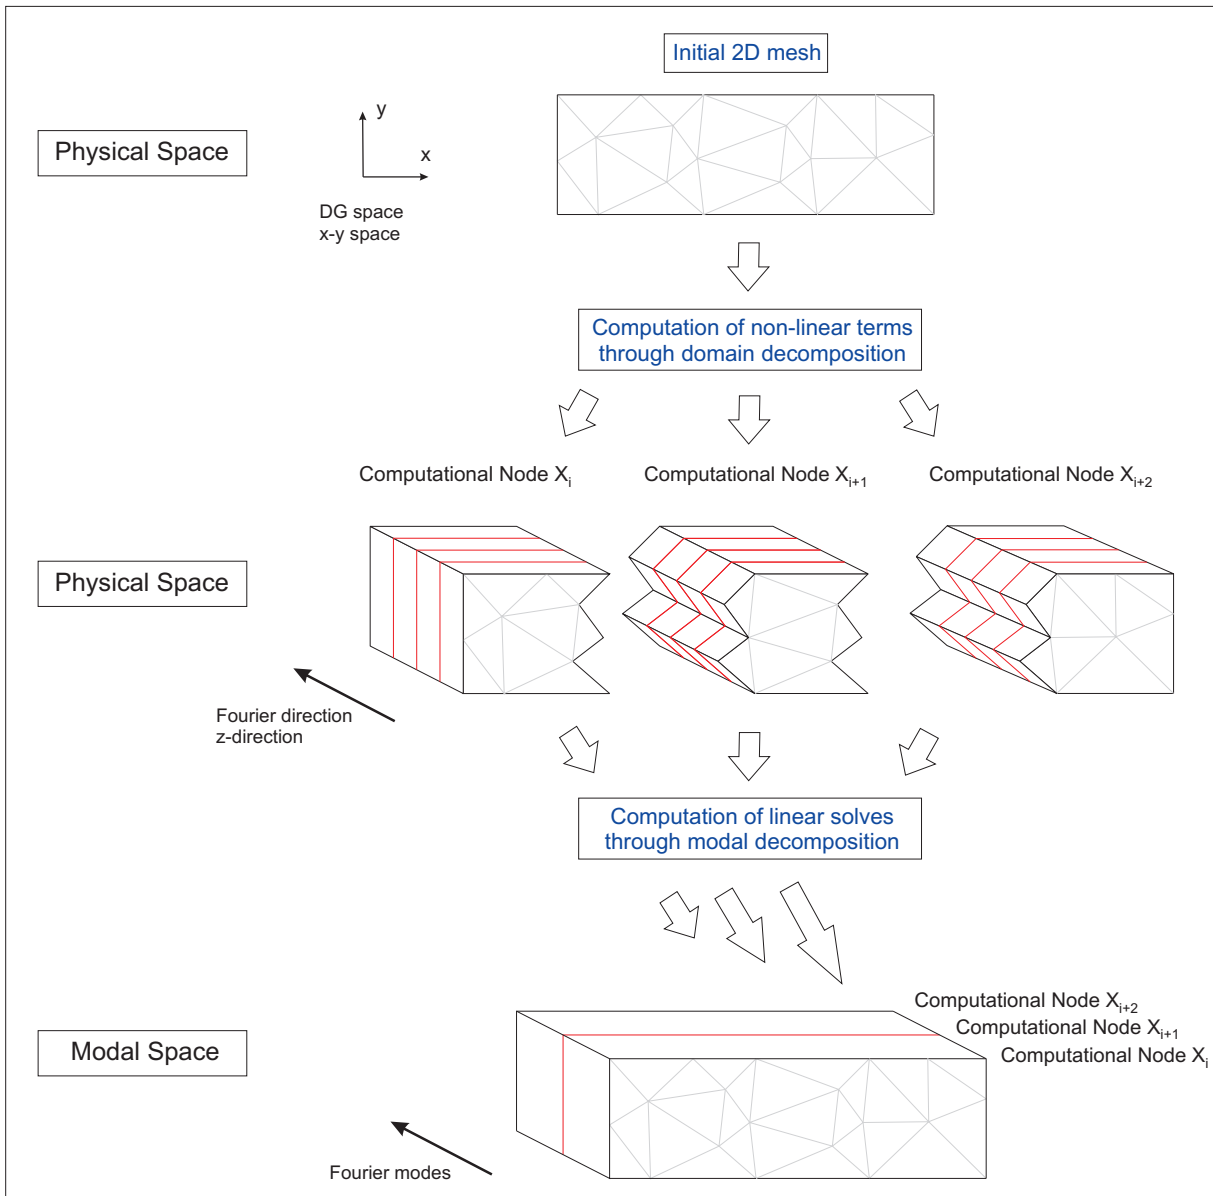 Initial 2D mesh
Physical Space
y
x
DG space
x-y space
Computation of non-linear terms
through domain decomposition
Computational Node Xi
Computational Node Xi+1
Computational Node Xi+2
Physical Space
Fourier direction
z-direction
Computation of linear solves
through modal decomposition
Computational Node Xi+2
Computational Node Xi+1
Computational Node Xi
Modal Space
Fourier modes